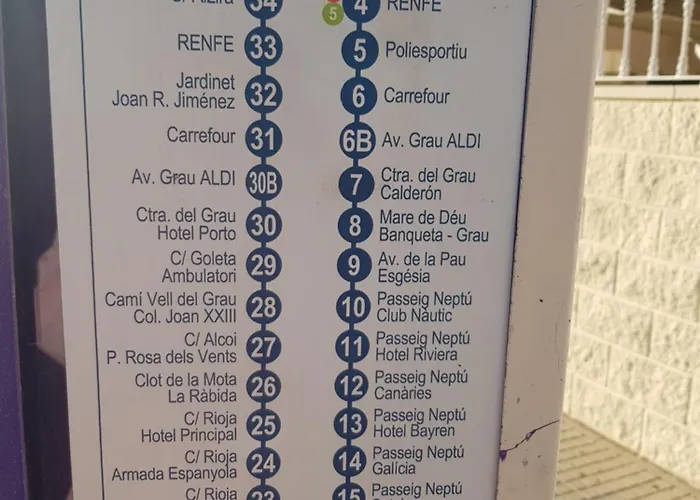 34
RENFE
33
Jardinet
Joan R. Jiménez
32
Carrefour
31
Av. Grau ALDI
30B
Ctra. del Grau
Hotel Porto
30
C/ Goleta
Ambulatori
29
Camí Vell del Grau
Col. Joan XXIII
28
C/ Alcoi
P. Rosa dels Vents
27
Clot de la Mota
La Ràbida
26
C/ Rioja
Hotel Principal
25
C/ Rioja
Armada Espanyola
24
C/ Rioja
23
5
4
RENFE
5
Poliesportiu
6
Carrefour
6B
Av. Grau ALDI
7
Ctra. del Grau
Calderón
8
Mare de Déu
Banqueta - Grau
9
Av. de la Pau
Esgésia
10
Passeig Neptú
Club Nàutic
11
Passeig Neptú
Hotel Riviera
12
Passeig Neptú
Canàries
13
Passeig Neptú
Hotel Bayren
14
Passeig Neptú
Galícia
15
Passeig Neptú